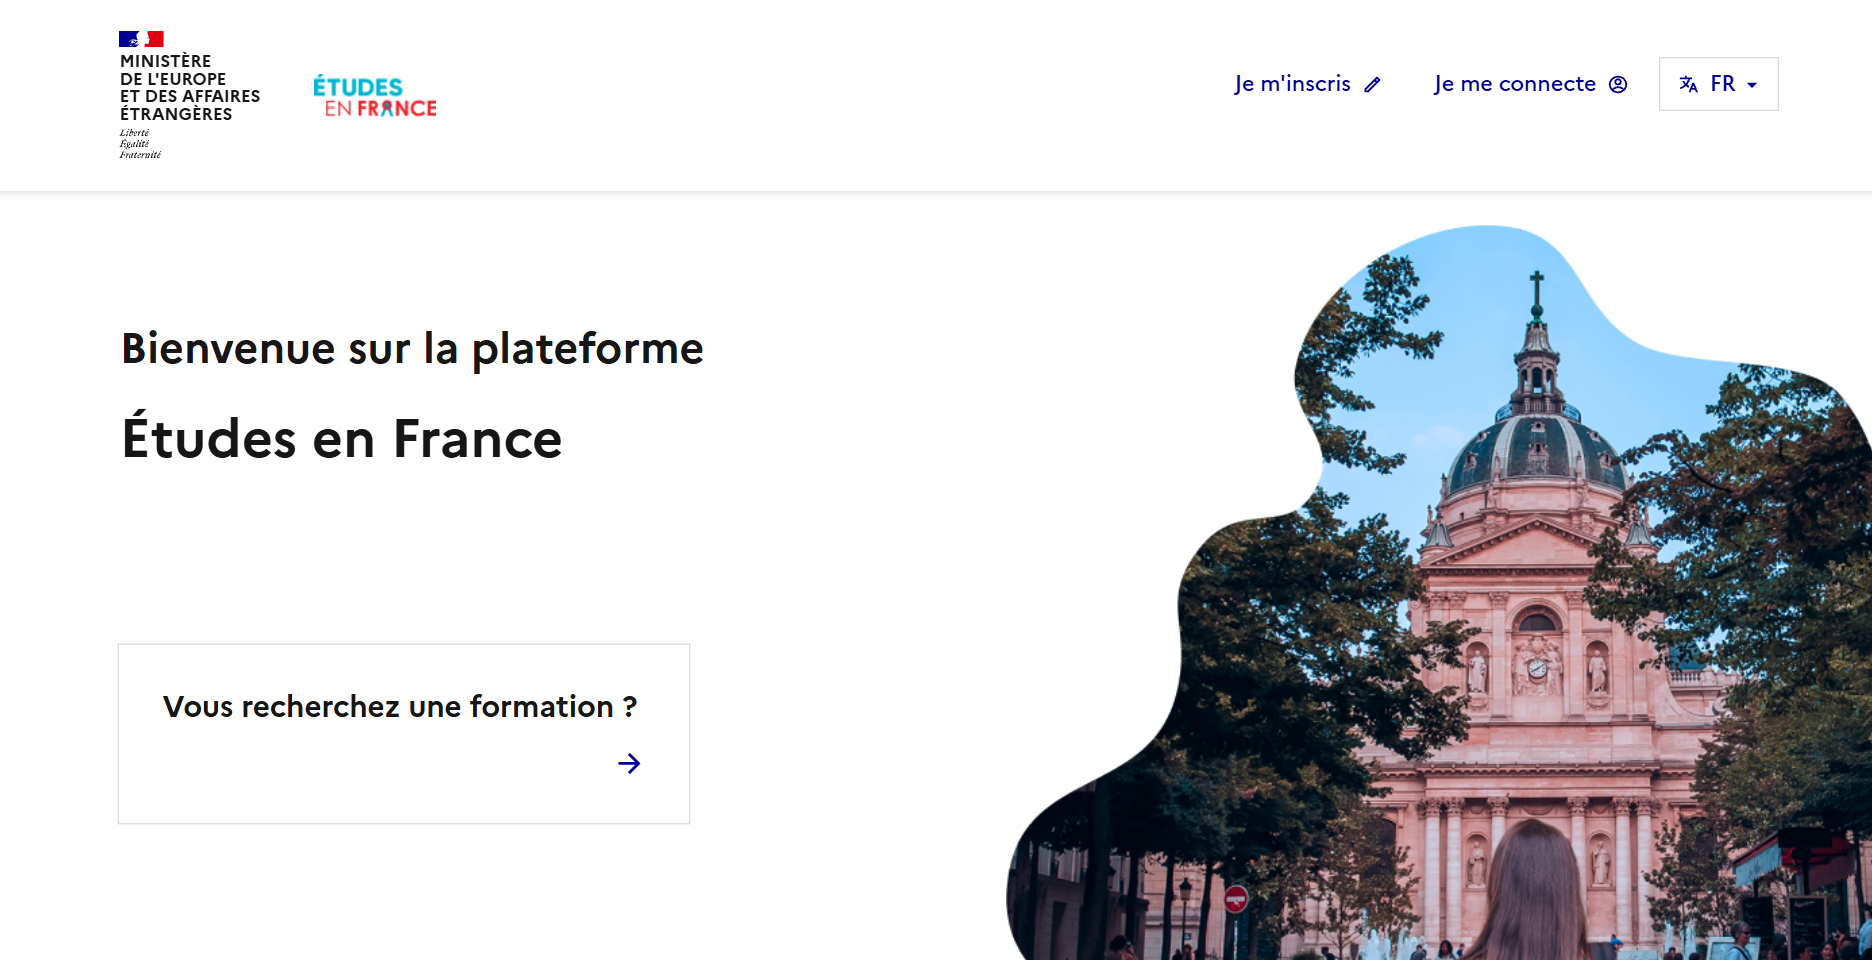 MINISTÈRE
DE L'EUROPE
ET DES AFFAIRES
ÉTRANGÈRES
Liberté
Égalité
Fraternité
ÉTUDES
EN FRANCE
Je m'inscris
Je me connecte
FR
Bienvenue sur la plateforme
Études en France
Vous recherchez une formation ?